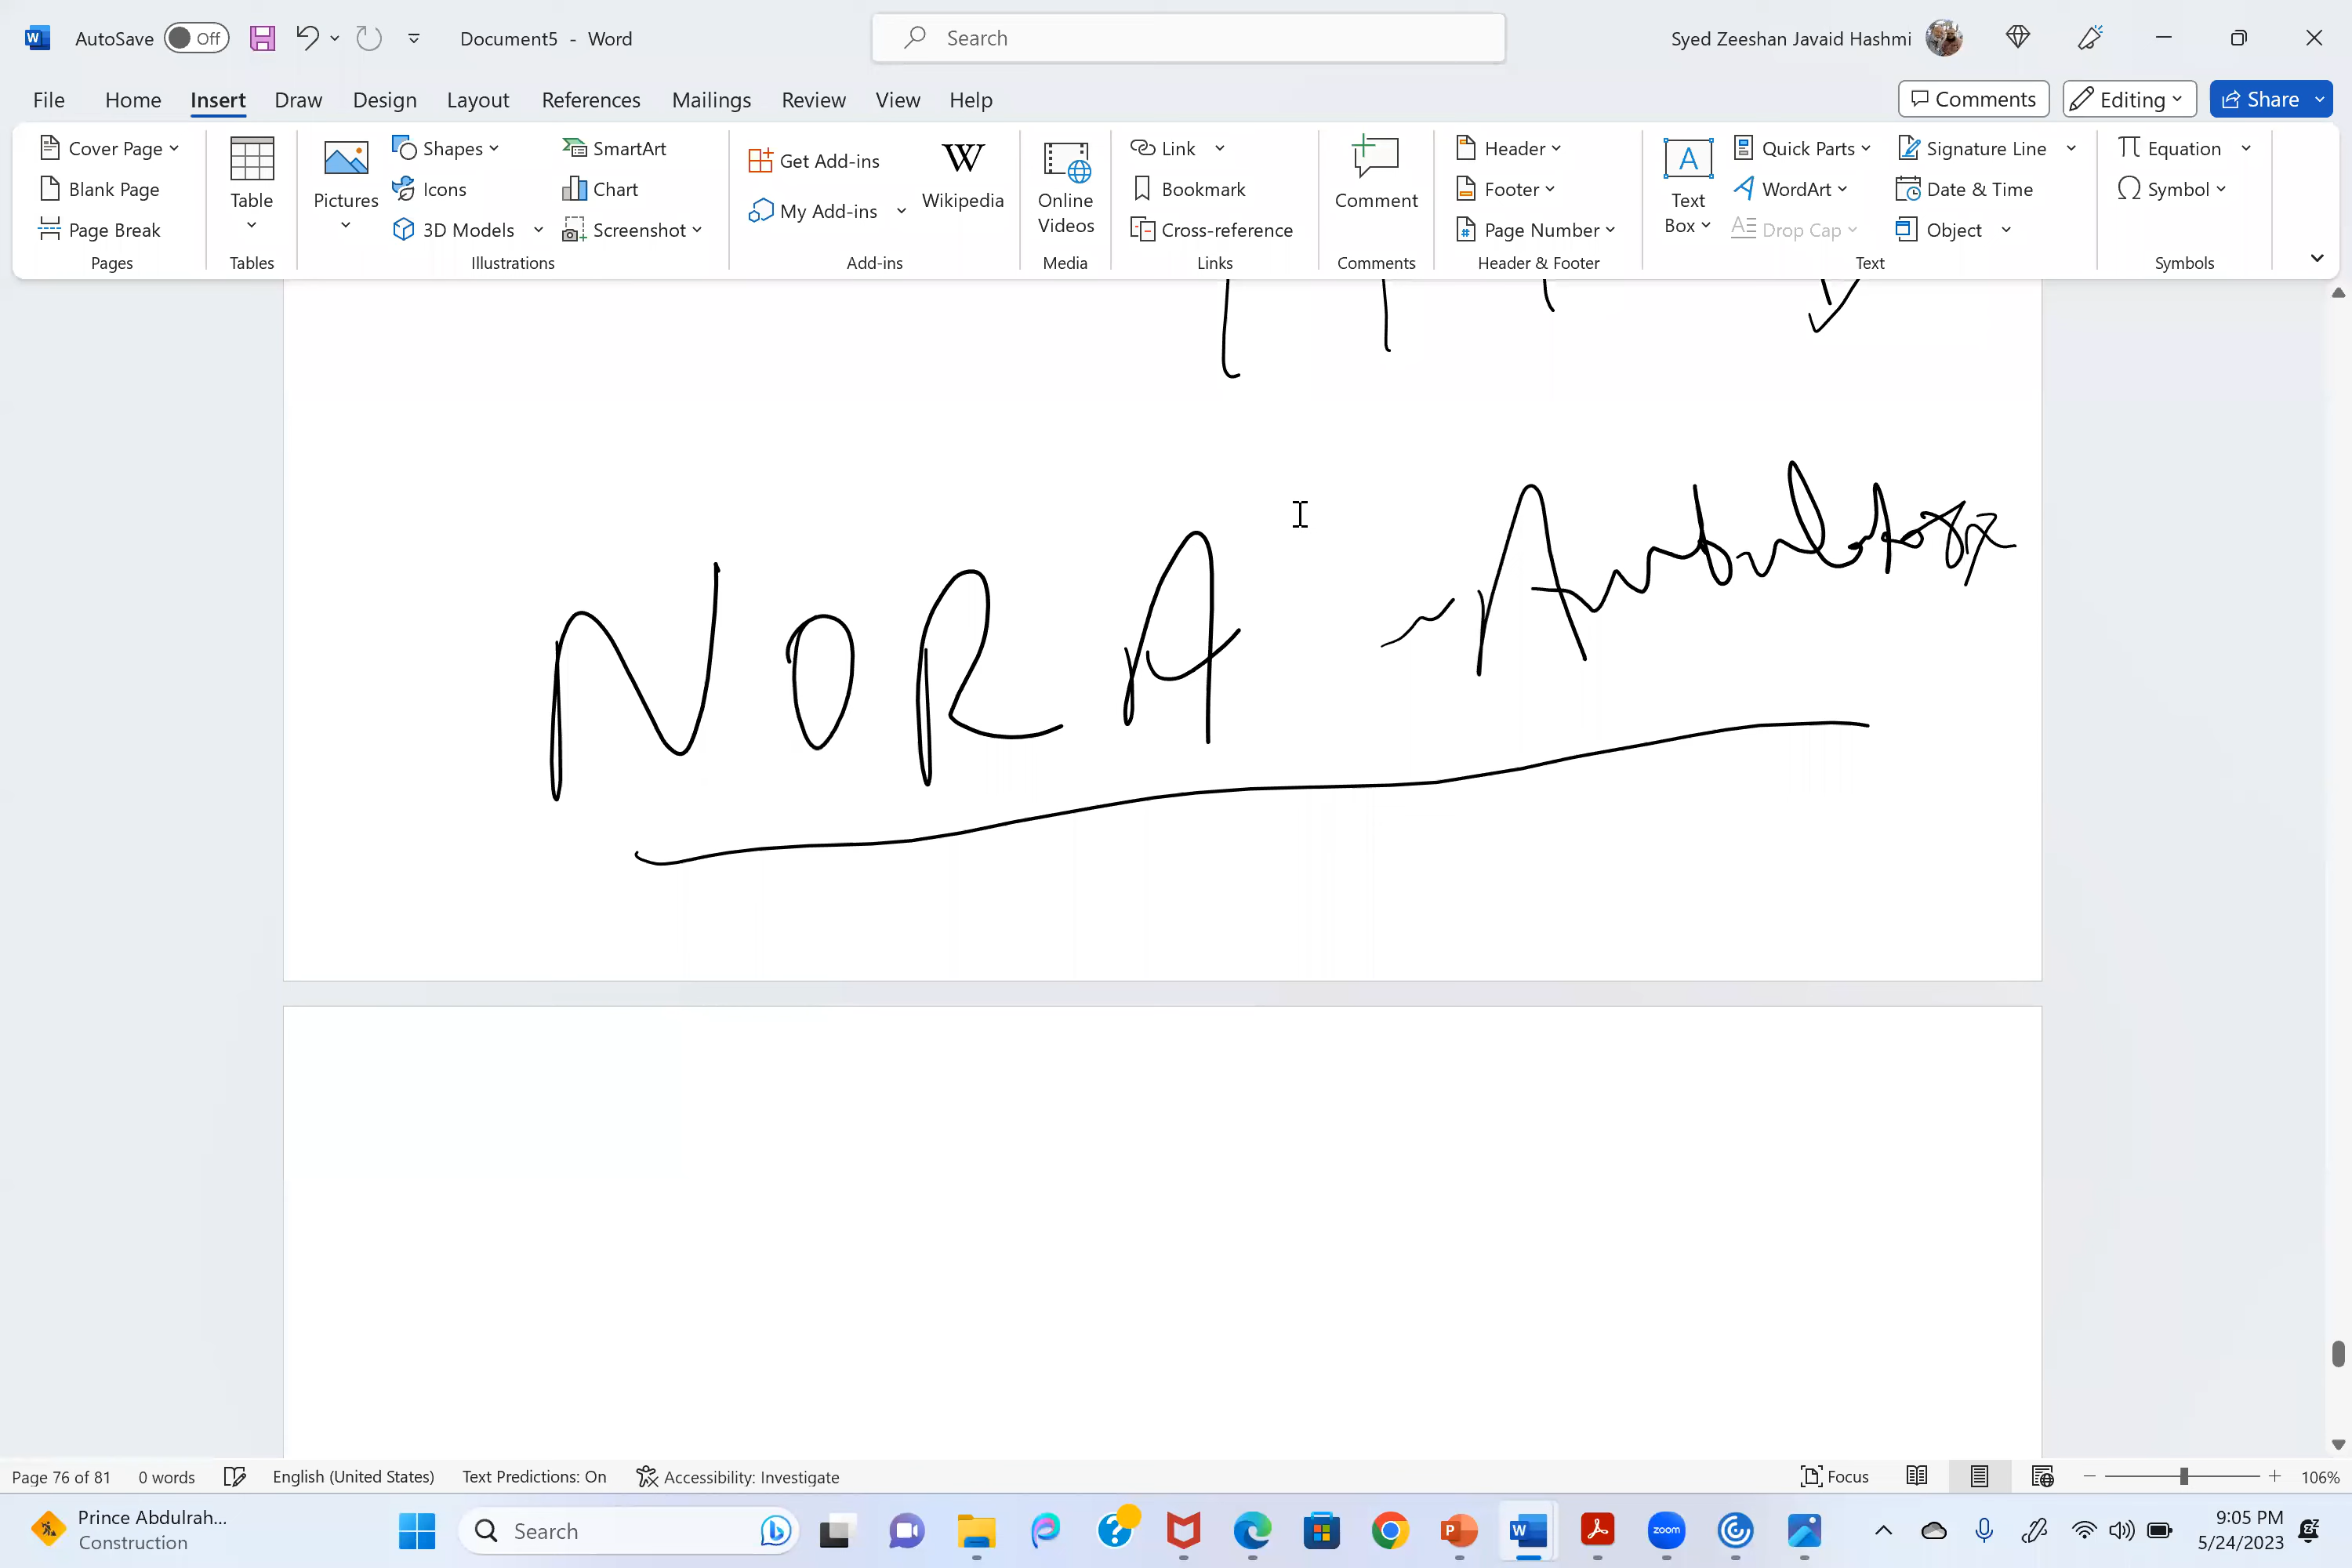 AutoSave Off Document5 - Word Search Syed Zeeshan Javaid Hashmi
File Home Insert Draw Design Layout References Mailings Review View Help Comments Editing Share
Cover Page
Blank Page
Page Break
Pages
Table
Tables
Pictures
Shapes
Icons
3D Models
SmartArt
Chart
Screenshot
Illustrations
Get Add-ins
My Add-ins
Wikipedia
Add-ins
Online
Videos
Media
Link
Bookmark
Cross-reference
Links
Comment
Comments
Header
Footer
Page Number
Header & Footer
Text
Box
Quick Parts
WordArt
Drop Cap
Signature Line
Date & Time
Object
Text
Equation
Symbol
Symbols
NORA
Page 76 of 81 0 words English (United States) Text Predictions: On Accessibility: Investigate Focus 106%
Prince Abdulrah...
Construction
Search
zoom
9:05 PM
5/24/2023